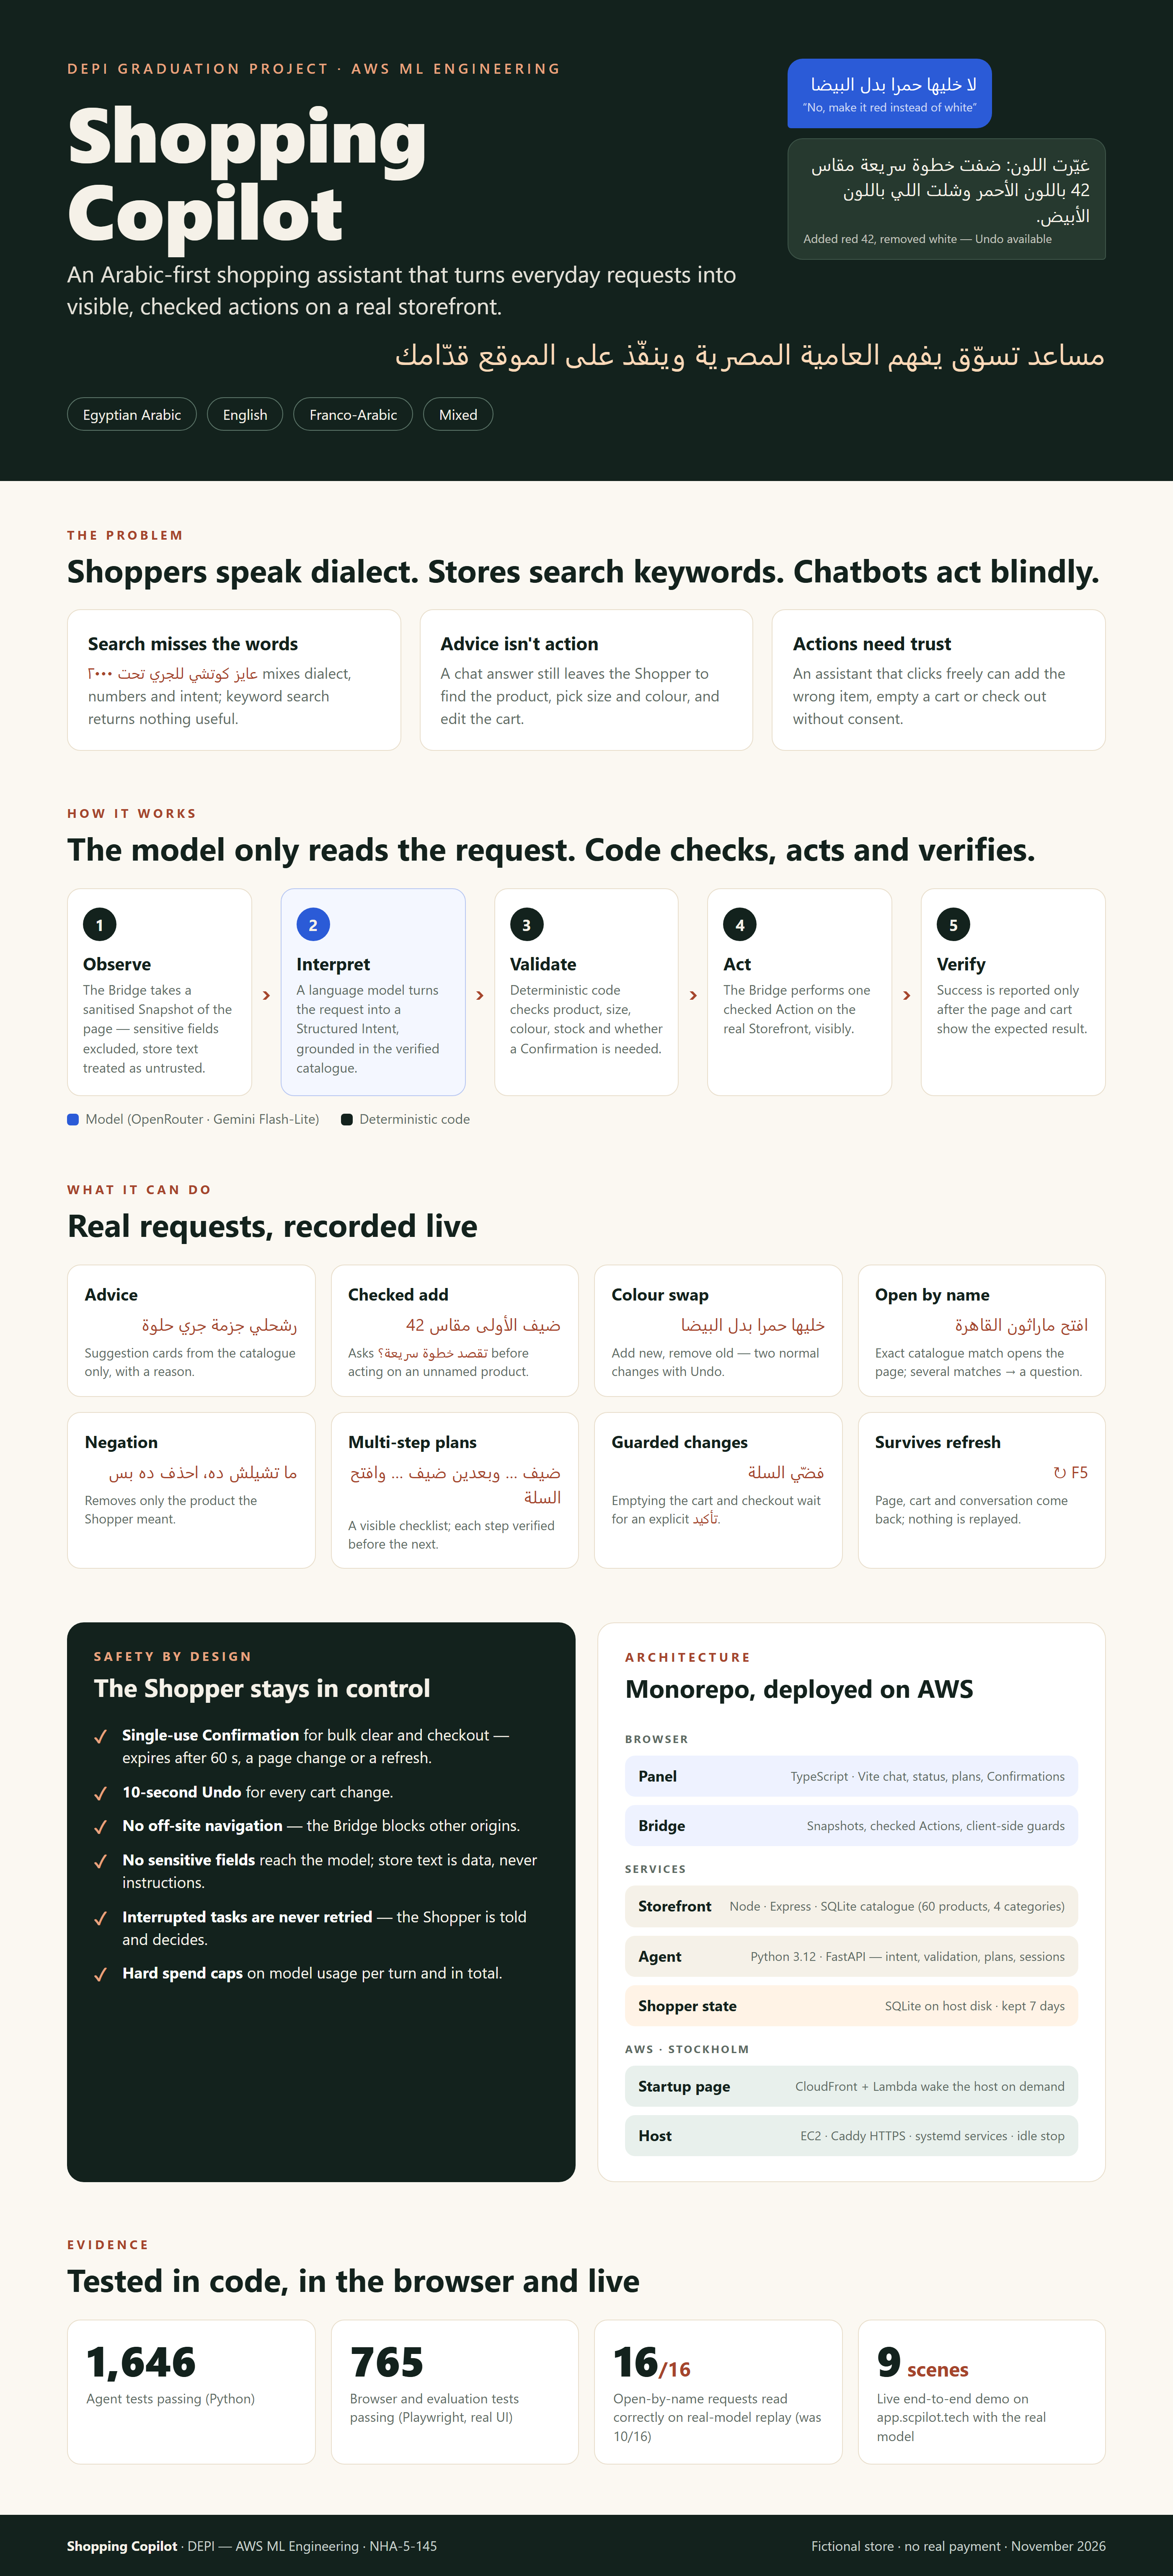 DEPI GRADUATION PROJECT · AWS ML ENGINEERING
Shopping
Copilot
An Arabic-first shopping assistant that turns everyday requests into
visible, checked actions on a real storefront.
لا خليها حمرا بدل البيضا
“No, make it red instead of white”
غيّرت اللون: ضفت خطوة سريعة مقاس
42 باللون الأحمر وشلت اللي باللون
الأبيض.
Added red 42, removed white — Undo available
مساعد تسوّق يفهم العامية المصرية وينفّذ على الموقع قدّامك
Egyptian Arabic
English
Franco-Arabic
Mixed
THE PROBLEM
Shoppers speak dialect. Stores search keywords. Chatbots act blindly.
Search misses the words
عايز كوتشي للجري تحت ٢٠٠٠ mixes dialect,
numbers and intent; keyword search
returns nothing useful.
Advice isn't action
A chat answer still leaves the Shopper to
find the product, pick size and colour, and
edit the cart.
Actions need trust
An assistant that clicks freely can add the
wrong item, empty a cart or check out
without consent.
HOW IT WORKS
The model only reads the request. Code checks, acts and verifies.
1
Observe
The Bridge takes a
sanitised Snapshot of the
page — sensitive fields
excluded, store text
treated as untrusted.
›
2
Interpret
A language model turns
the request into a
Structured Intent,
grounded in the verified
catalogue.
›
3
Validate
Deterministic code
checks product, size,
colour, stock and whether
a Confirmation is needed.
›
4
Act
The Bridge performs one
checked Action on the
real Storefront, visibly.
›
5
Verify
Success is reported only
after the page and cart
show the expected result.
Model (OpenRouter · Gemini Flash-Lite)
Deterministic code
WHAT IT CAN DO
Real requests, recorded live
Advice
رشحلي جزمة جري حلوة
Suggestion cards from the catalogue
only, with a reason.
Checked add
ضيف الأولى مقاس 42
Asks تقصد خطوة سريعة؟ before
acting on an unnamed product.
Colour swap
خليها حمرا بدل البيضا
Add new, remove old — two normal
changes with Undo.
Open by name
افتح ماراثون القاهرة
Exact catalogue match opens the
page; several matches → a question.
Negation
ما تشيلش ده، احذف ده بس
Removes only the product the
Shopper meant.
Multi-step plans
ضيف … وبعدين ضيف … وافتح
السلة
A visible checklist; each step verified
before the next.
Guarded changes
فضّي السلة
Emptying the cart and checkout wait
for an explicit تأكيد.
Survives refresh
↻ F5
Page, cart and conversation come
back; nothing is replayed.
SAFETY BY DESIGN
The Shopper stays in control
✓ Single-use Confirmation for bulk clear and checkout —
expires after 60 s, a page change or a refresh.
✓ 10-second Undo for every cart change.
✓ No off-site navigation — the Bridge blocks other origins.
✓ No sensitive fields reach the model; store text is data, never
instructions.
✓ Interrupted tasks are never retried — the Shopper is told
and decides.
✓ Hard spend caps on model usage per turn and in total.
ARCHITECTURE
Monorepo, deployed on AWS
BROWSER
Panel TypeScript · Vite chat, status, plans, Confirmations
Bridge Snapshots, checked Actions, client-side guards
SERVICES
Storefront Node · Express · SQLite catalogue (60 products, 4 categories)
Agent Python 3.12 · FastAPI — intent, validation, plans, sessions
Shopper state SQLite on host disk · kept 7 days
AWS · STOCKHOLM
Startup page CloudFront + Lambda wake the host on demand
Host EC2 · Caddy HTTPS · systemd services · idle stop
EVIDENCE
Tested in code, in the browser and live
1,646
Agent tests passing (Python)
765
Browser and evaluation tests
passing (Playwright, real UI)
16/16
Open-by-name requests read
correctly on real-model replay (was
10/16)
9 scenes
Live end-to-end demo on
app.scpilot.tech with the real
model
Shopping Copilot · DEPI — AWS ML Engineering · NHA-5-145
Fictional store · no real payment · November 2026